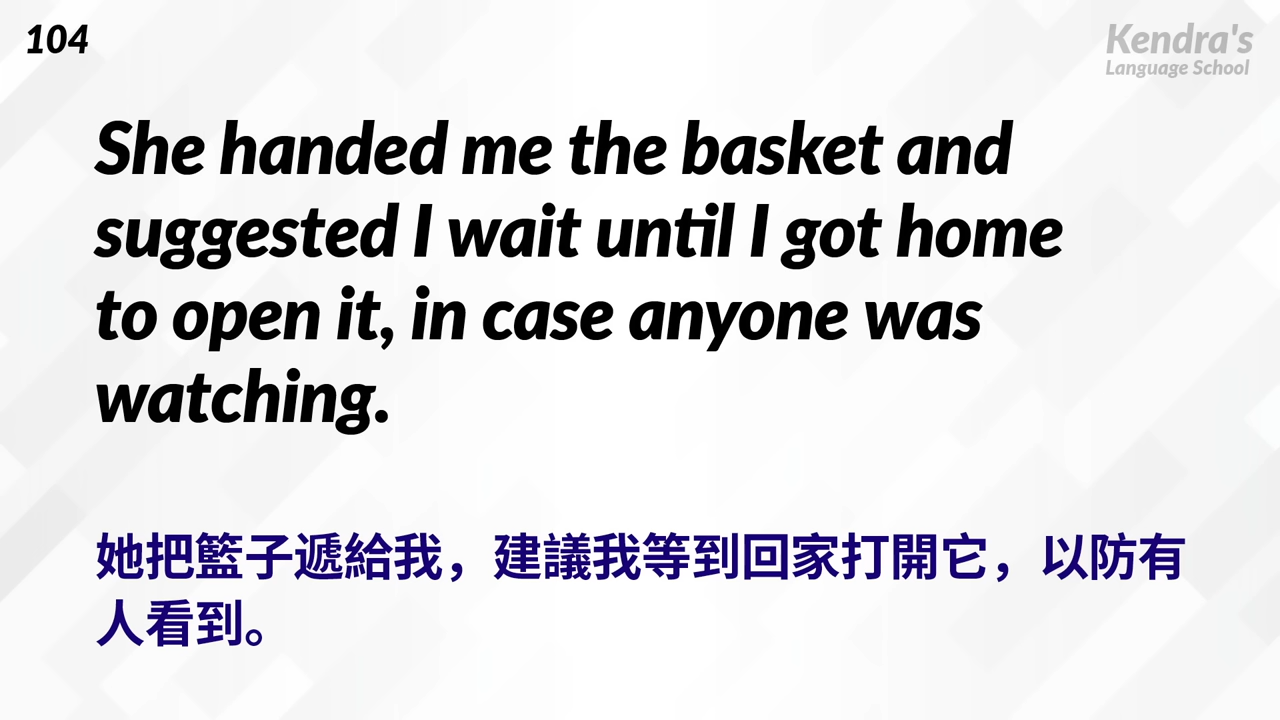 104
Kendra's
Language School
She handed me the basket and
suggested I wait until I got home
to open it, in case anyone was
watching.
她把籃子遞給我，建議我等到回家打開它，以防有
人看到。